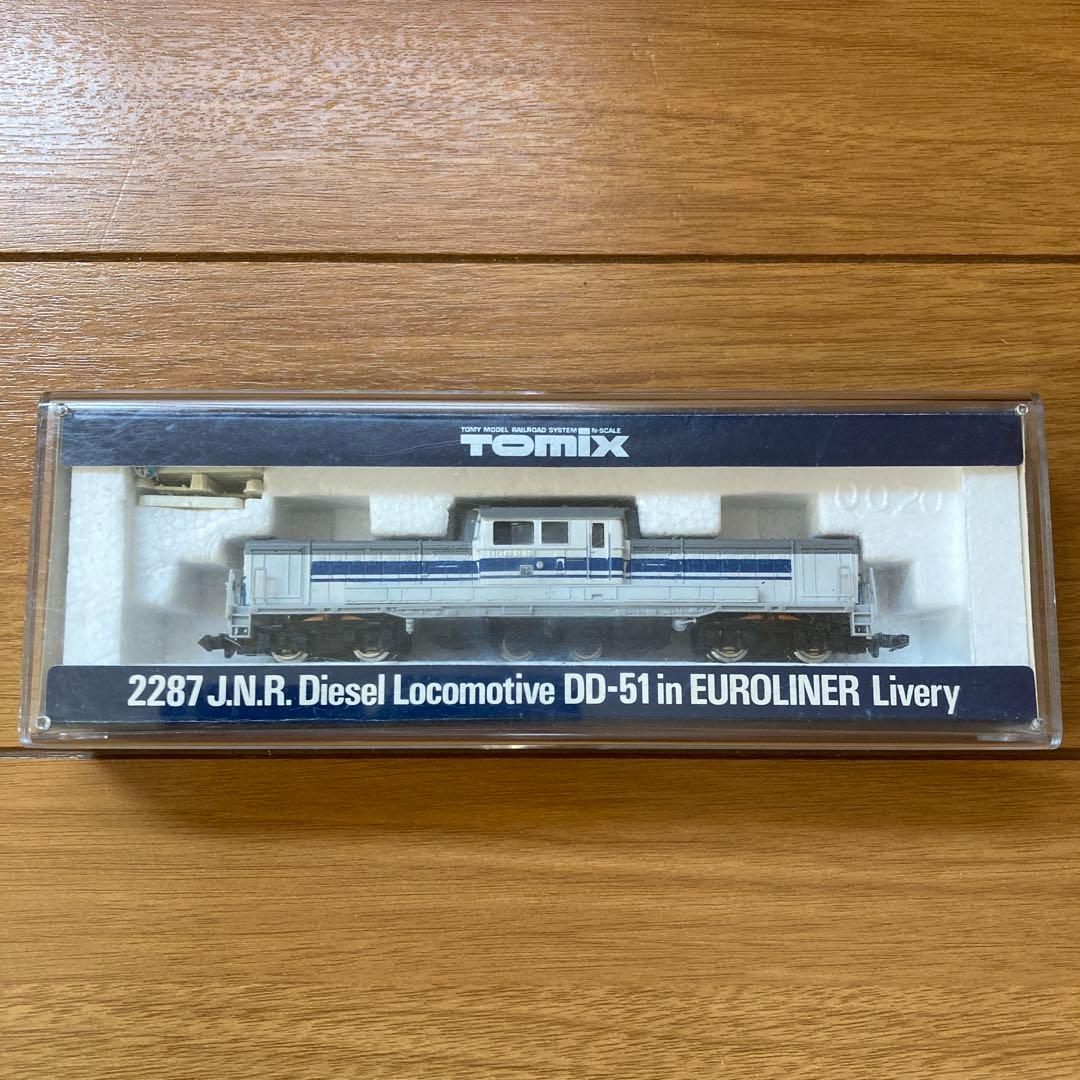 TOMY MODEL RAILROAD SYSTEM N-SCALE
TOMIX
2287 J.N.R. Diesel Locomotive DD-51 in EUROLINER Livery